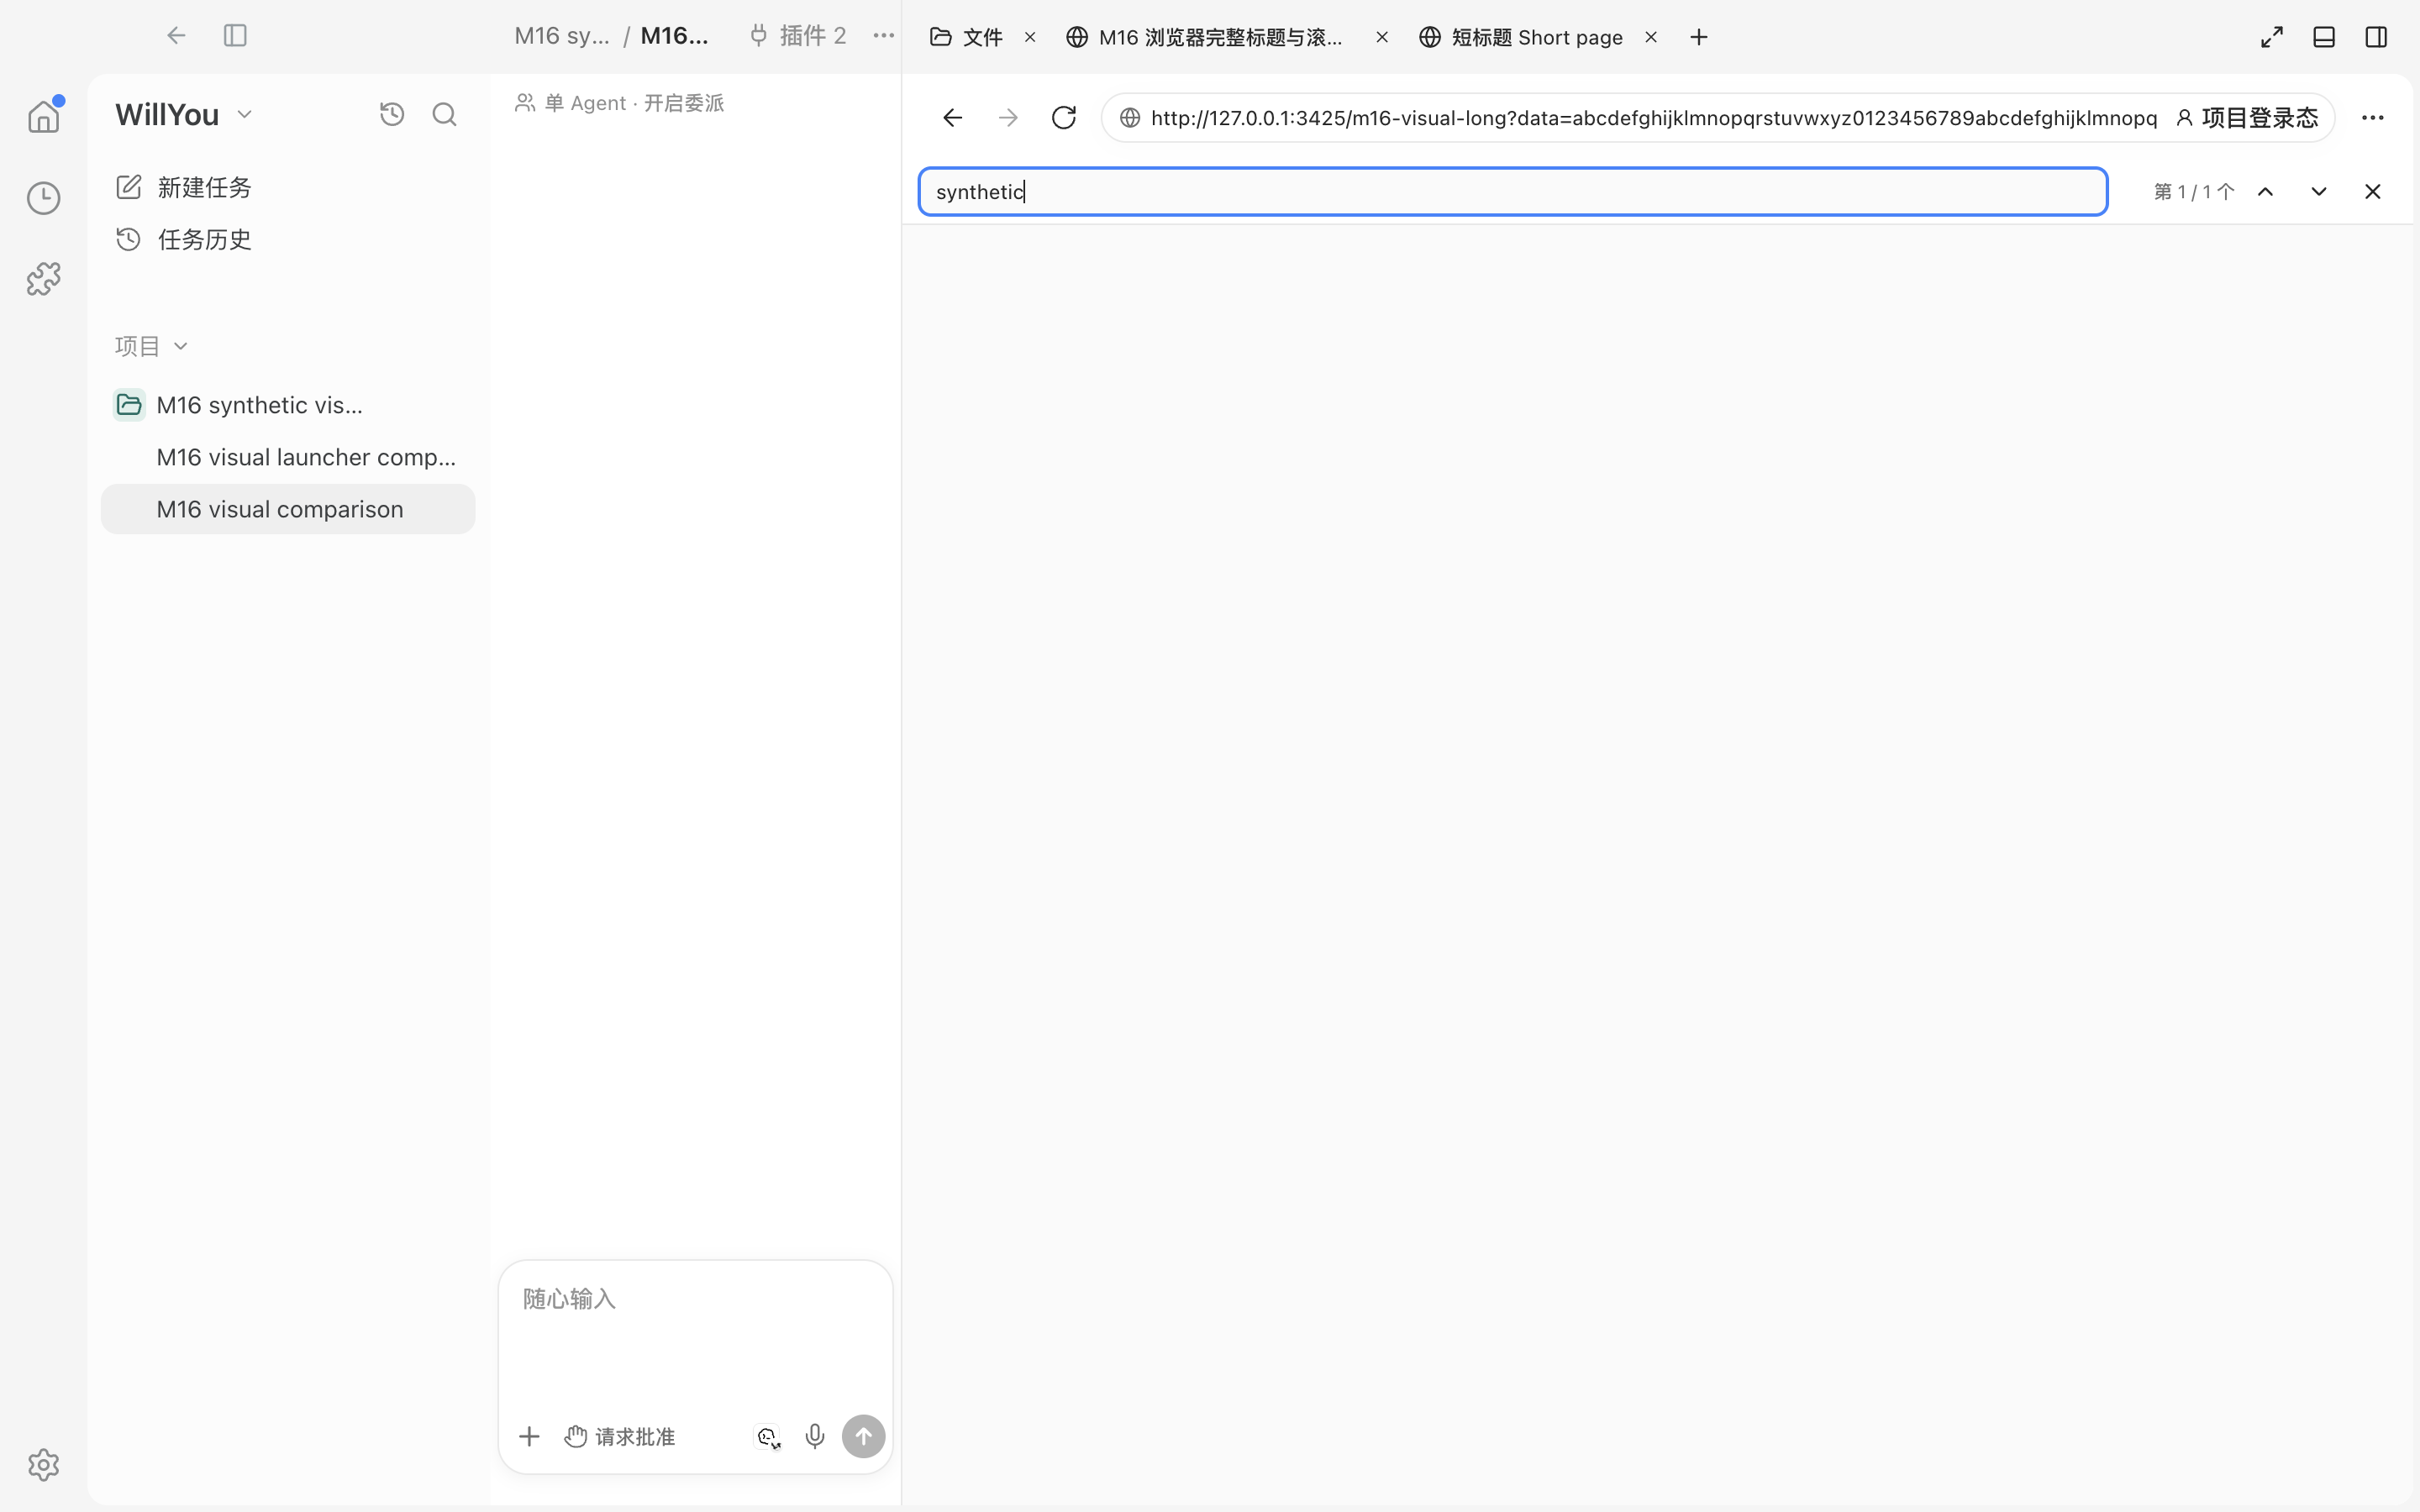 M16 sy... / M16... 插件 2
文件
M16 浏览器完整标题与滚...
短标题 Short page
WillYou
新建任务
任务历史
项目
M16 synthetic vis...
M16 visual launcher comp...
M16 visual comparison
单 Agent · 开启委派
随心输入
请求批准
http://127.0.0.1:3425/m16-visual-long?data=abcdefghijklmnopqrstuvwxyz0123456789abcdefghijklmnopq
项目登录态
synthetic
第 1 / 1 个